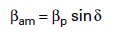 βam = βp sin δ